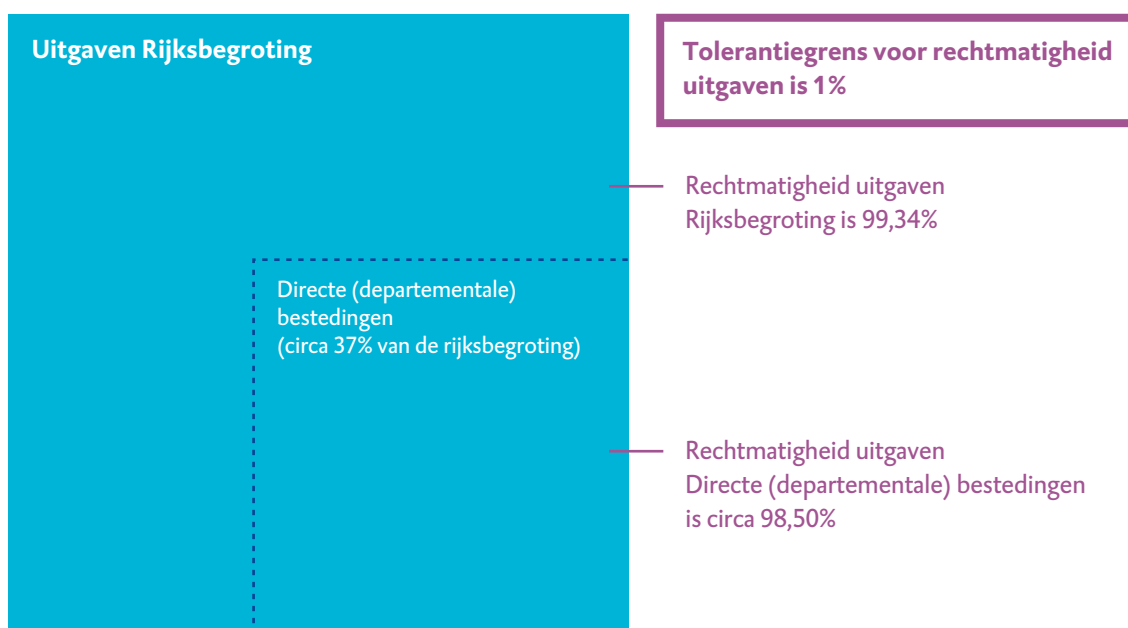 Uitgaven Rijksbegroting
Tolerantiegrens voor rechtmatigheid
uitgaven is 1%
Rechtmatigheid uitgaven
Rijksbegroting is 99,34%
Directe (departementale)
bestedingen
(circa 37% van de rijksbegroting)
Rechtmatigheid uitgaven
Directe (departementale) bestedingen
is circa 98,50%